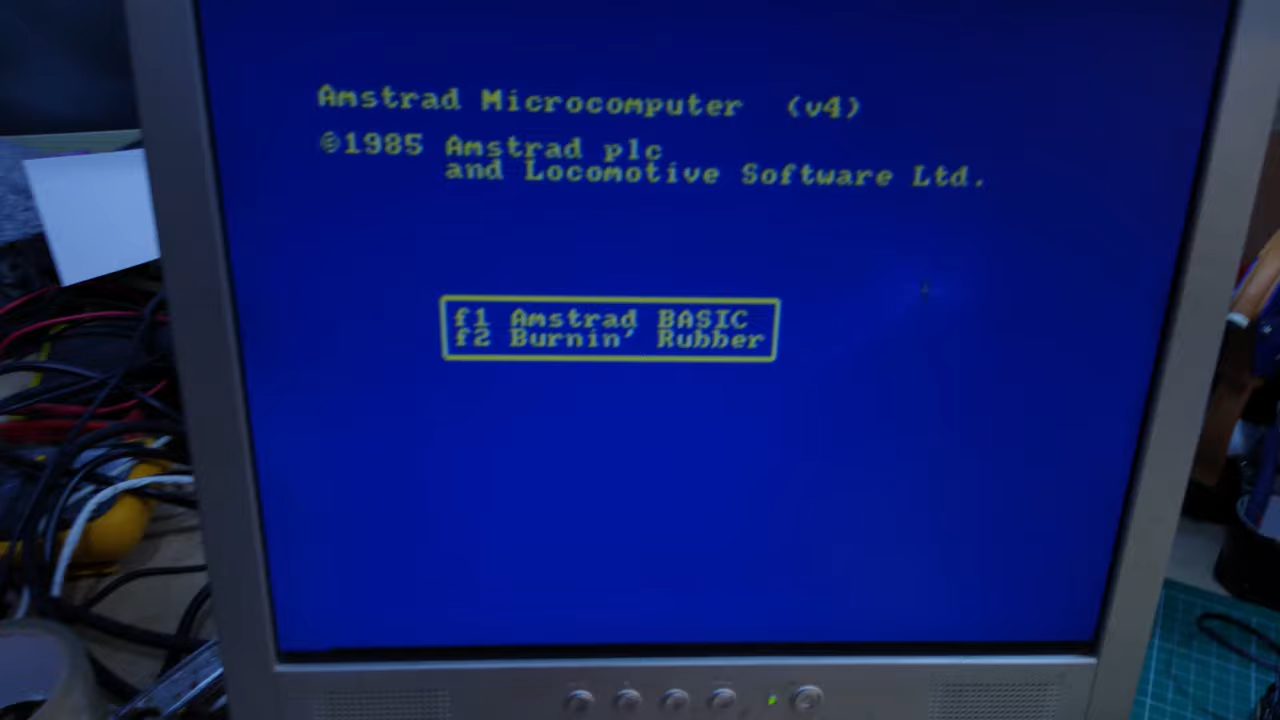 Amstrad Microcomputer (v4)
©1985 Amstrad plc
and Locomotive Software Ltd.
f1 Amstrad BASIC
f2 Burnin' Rubber